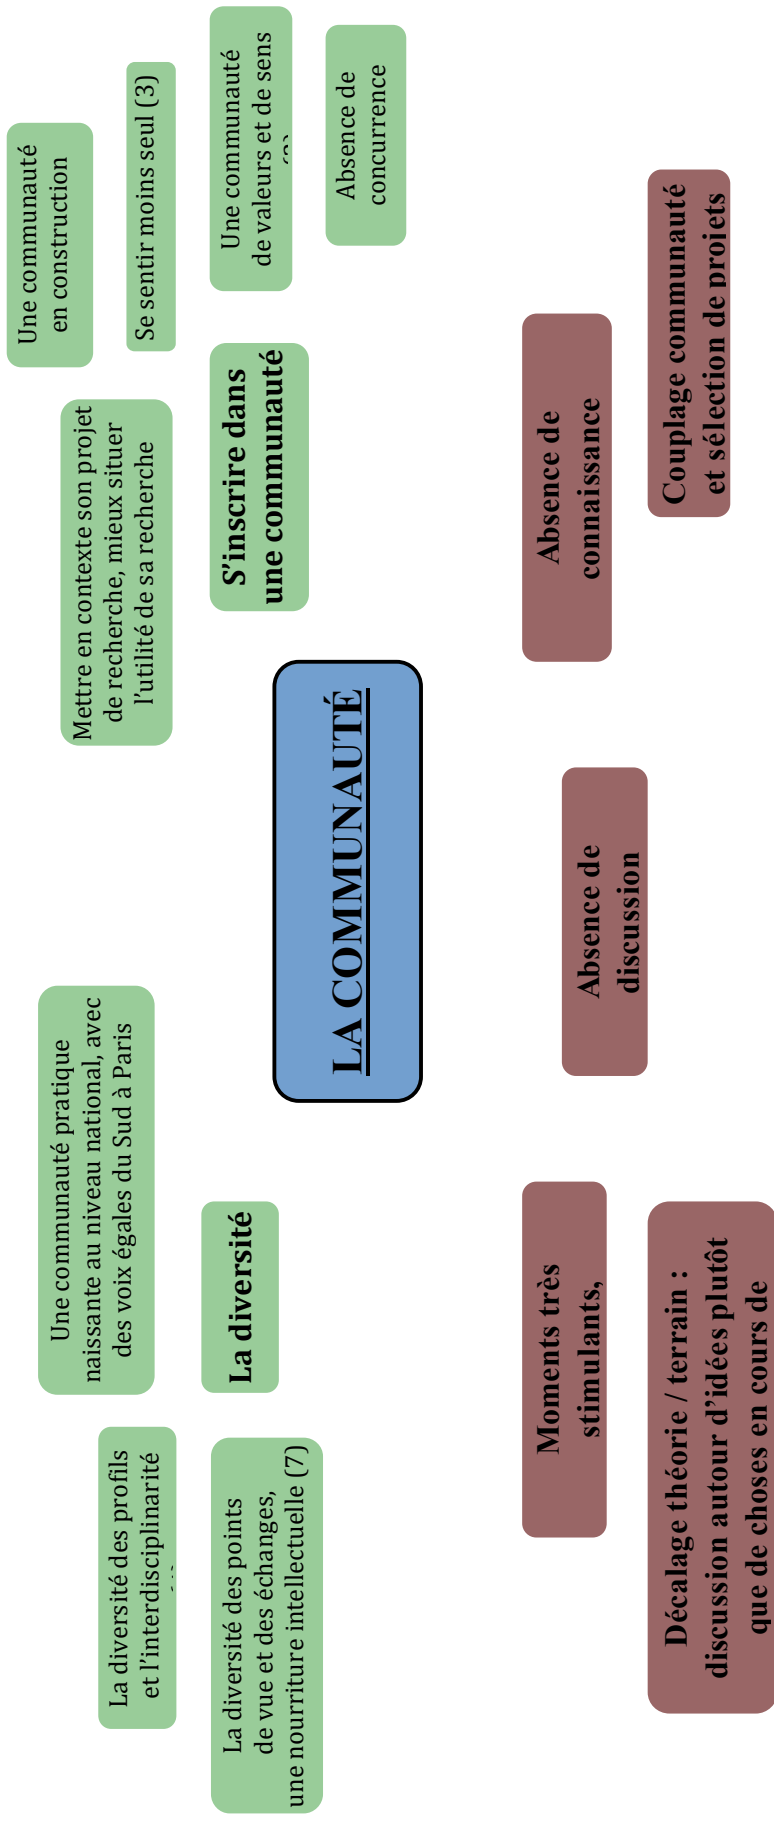 Une communauté
en construction
Se sentir moins seul (3)
Une communauté
de valeurs et de sens
Absence de
concurrence
Mettre en contexte son projet
de recherche, mieux situer
l'utilité de sa recherche
S'inscrire dans
une communauté
Une communauté pratique
naissante au niveau national, avec
des voix égales du Sud à Paris
La diversité
La diversité des profils
et l'interdisciplinarité
La diversité des points
de vue et des échanges,
une nourriture intellectuelle (7)
LA COMMUNAUTÉ
Moments très
stimulants,
Absence de
discussion
Absence de
connaissance
Décalage théorie / terrain :
discussion autour d'idées plutôt
que de choses en cours de
Couplage communauté
et sélection de projets